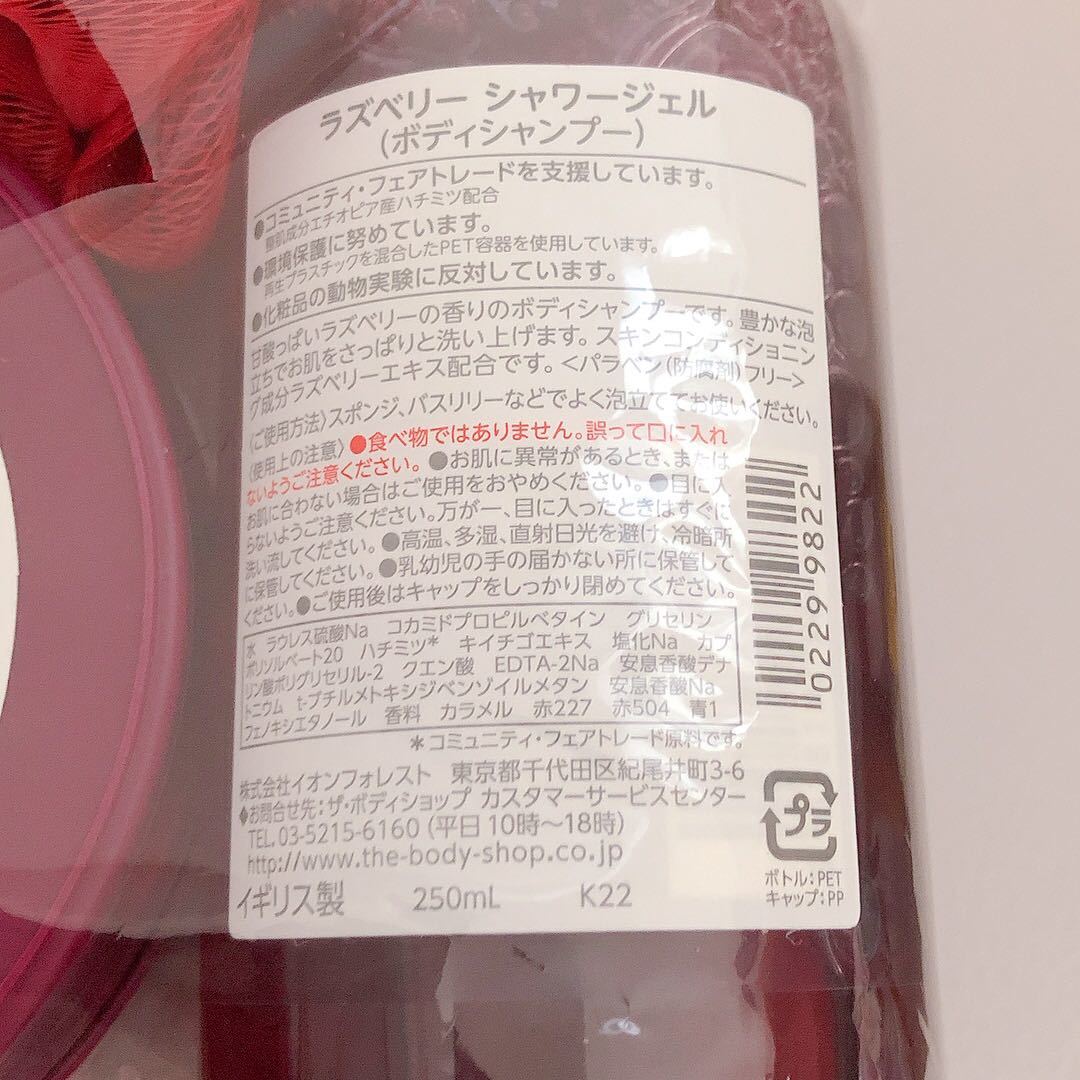 ラズベリー シャワージェル
(ボディシャンプー)
●コミュニティ・フェアトレードを支援しています。
整肌成分エチオピア産ハチミツ配合
●環境保護に努めています。
再生プラスチックを混合したPET容器を使用しています。
●化粧品の動物実験に反対しています。
甘酸っぱいラズベリーの香りのボディシャンプーです。豊かな泡
立ちでお肌をさっぱりと洗い上げます。スキンコンディショニン
グ成分ラズベリーエキス配合です。<パラベン(防腐剤)フリー>
〈ご使用方法〉スポンジ、バスリリーなどでよく泡立ててお使いください。
〈使用上の注意〉●食べ物ではありません。誤って口に入れ
ないようご注意ください。●お肌に異常があるとき、または
お肌に合わない場合はご使用をおやめください。●目に入
らないようご注意ください。万が一、目に入ったときはすぐに
洗い流してください。●高温、多湿、直射日光を避け、冷暗所
に保管してください。●乳幼児の手の届かない所に保管して
ください。●ご使用後はキャップをしっかり閉めてください。
水 ラウレス硫酸Na コカミドプロピルベタイン グリセリン
ポリソルベート20 ハチミツ* キイチゴエキス 塩化Na カプ
リン酸ポリグリセリル-2 クエン酸 EDTA-2Na 安息香酸デナ
トニウム t-ブチルメトキシジベンゾイルメタン 安息香酸Na
フェノキシエタノール 香料 カラメル 赤227 赤504 青1
*コミュニティ・フェアトレード原料です。
株式会社イオンフォレスト 東京都千代田区紀尾井町3-6
◆お問合せ先:ザ・ボディショップ カスタマーサービスセンター
TEL.03-5215-6160(平日10時～18時)
http://www.the-body-shop.co.jp
イギリス製 250mL K22
0229 9822
プラ
ボトル:PET
キャップ:PP